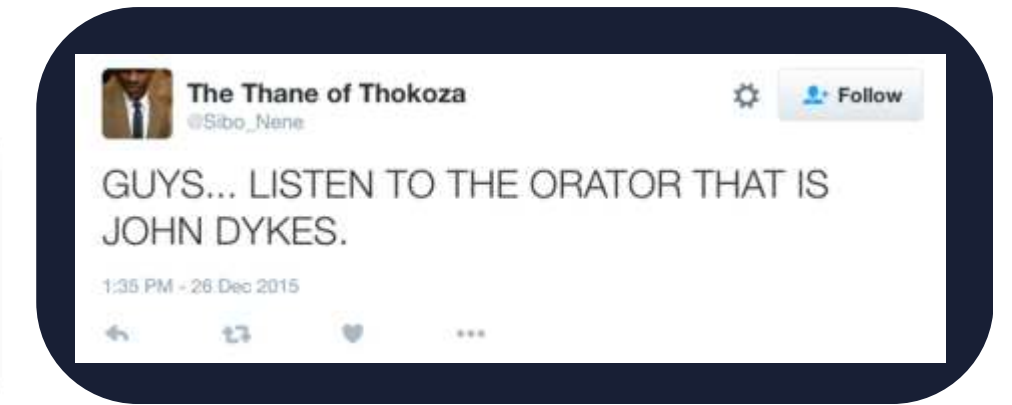 The Thane of Thokoza
@Sibo_Nene
Follow
GUYS... LISTEN TO THE ORATOR THAT IS
JOHN DYKES.
1:35 PM - 26 Dec 2015